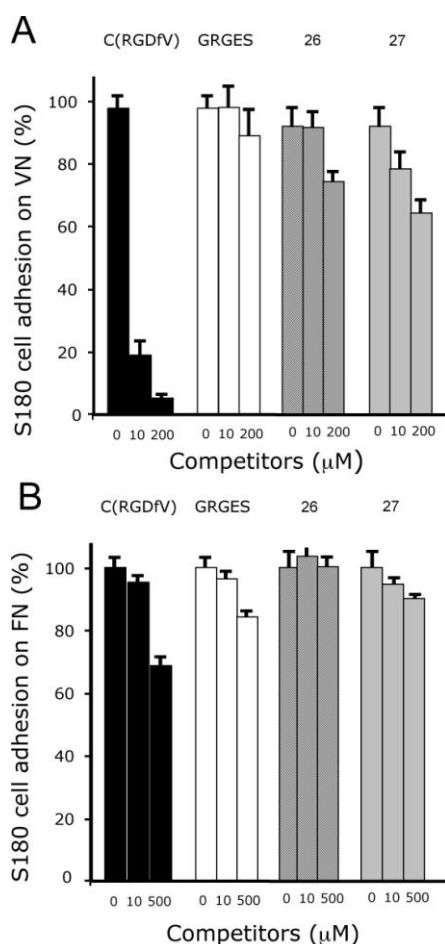 A
C(RGDfV) GRGES 26 27
S180 cell adhesion on VN (%)
100
80
60
40
20
0
0 10 200 0 10 200 0 10 200 0 10 200
Competitors (μM)
B
C(RGDfV) GRGES 26 27
S180 cell adhesion on FN (%)
100
80
60
40
20
0
0 10 500 0 10 500 0 10 500 0 10 500
Competitors (μM)